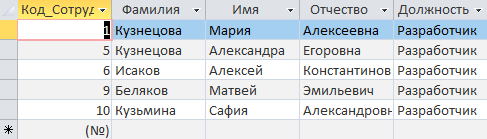 Код_Сотруд Фамилия Имя Отчество Должность
1 Кузнецова Мария Алексеевна Разработчик
5 Кузнецова Александра Егоровна Разработчик
6 Исаков Алексей Константинов Разработчик
9 Беляков Матвей Эмильевич Разработчик
10 Кузьмина Сафия Александровн Разработчик
* (№)